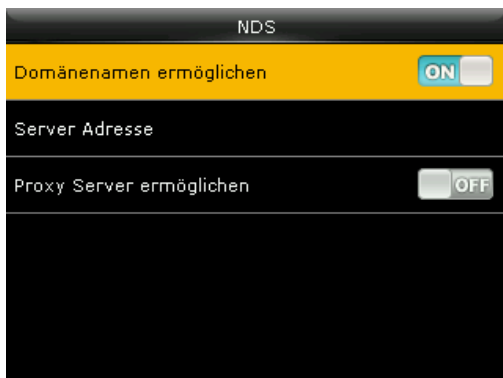 NDS
Domänenamen ermöglichen ON
Server Adresse
Proxy Server ermöglichen OFF